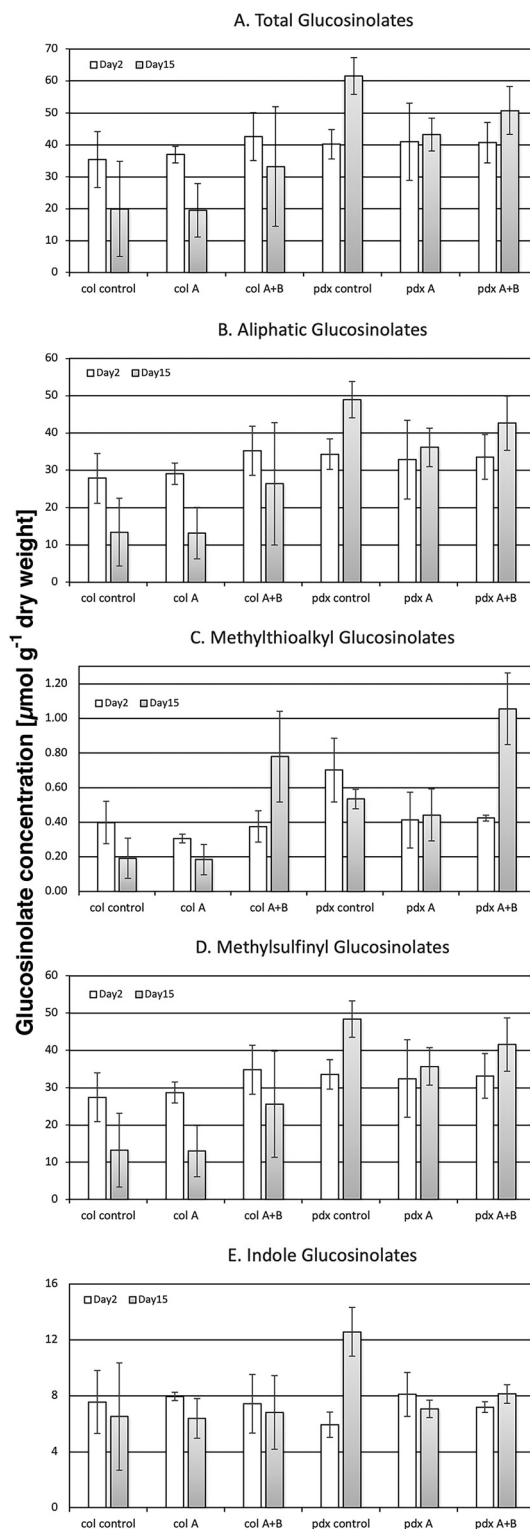 A. Total Glucosinolates
70
Day2 Day15
60
50
40
30
20
10
0
col control col A col A+B pdx control pdx A pdx A+B
B. Aliphatic Glucosinolates
60
Day2 Day15
50
40
30
20
10
0
col control col A col A+B pdx control pdx A pdx A+B
Glucosinolate concentration [µmol g⁻¹ dry weight]
C. Methylthioalkyl Glucosinolates
1.20
Day2 Day15
1.00
0.80
0.60
0.40
0.20
0.00
col control col A col A+B pdx control pdx A pdx A+B
D. Methylsulfinyl Glucosinolates
60
Day2 Day15
50
40
30
20
10
0
col control col A col A+B pdx control pdx A pdx A+B
E. Indole Glucosinolates
16
Day2 Day15
12
8
4
0
col control col A col A+B pdx control pdx A pdx A+B